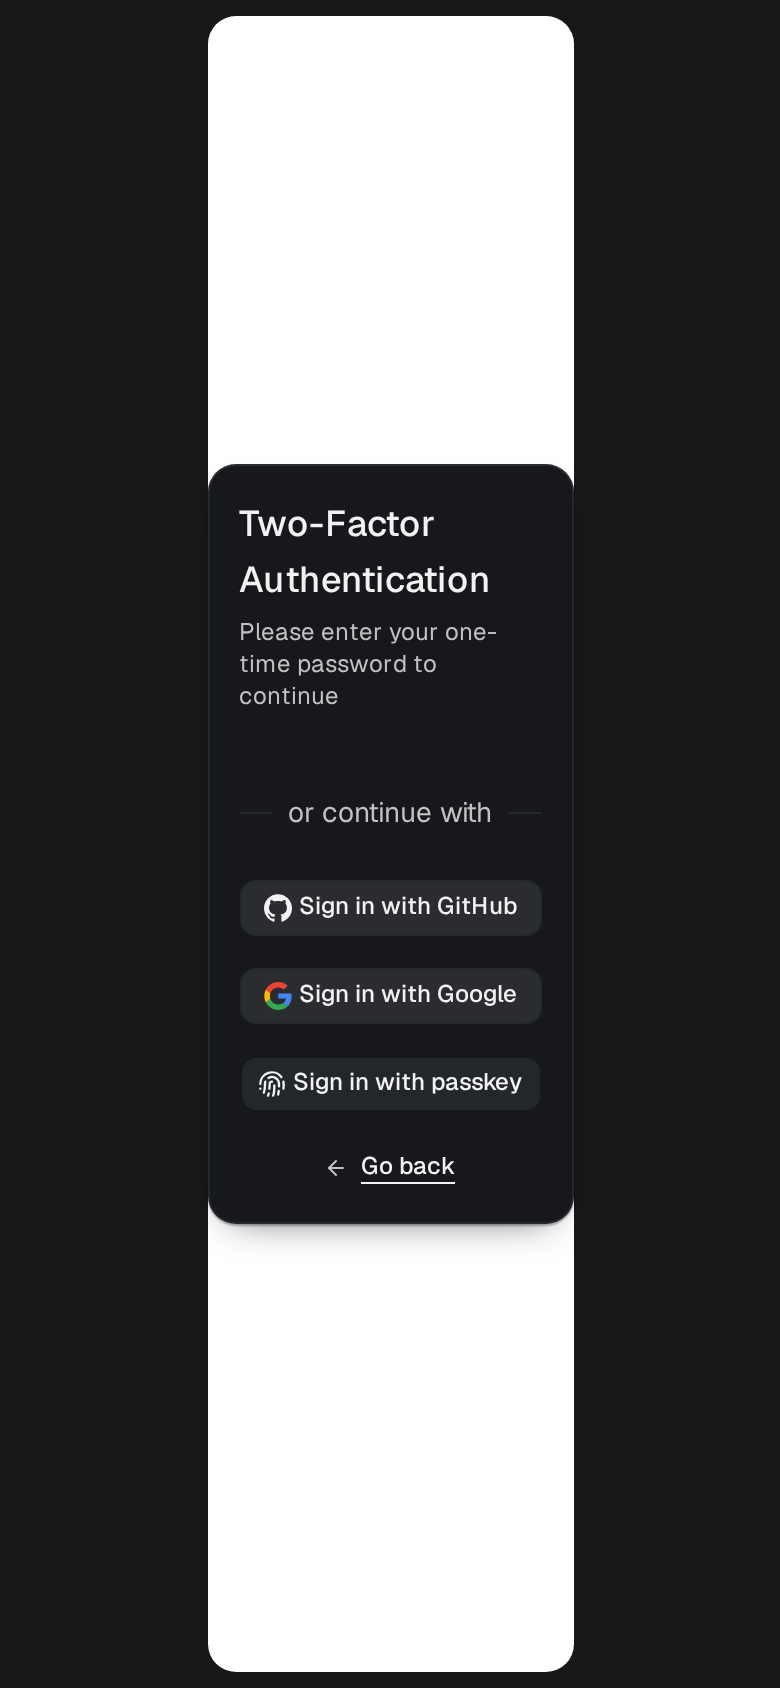 Two-Factor
Authentication
Please enter your one-
time password to
continue
or continue with
Sign in with GitHub
Sign in with Google
Sign in with passkey
Go back